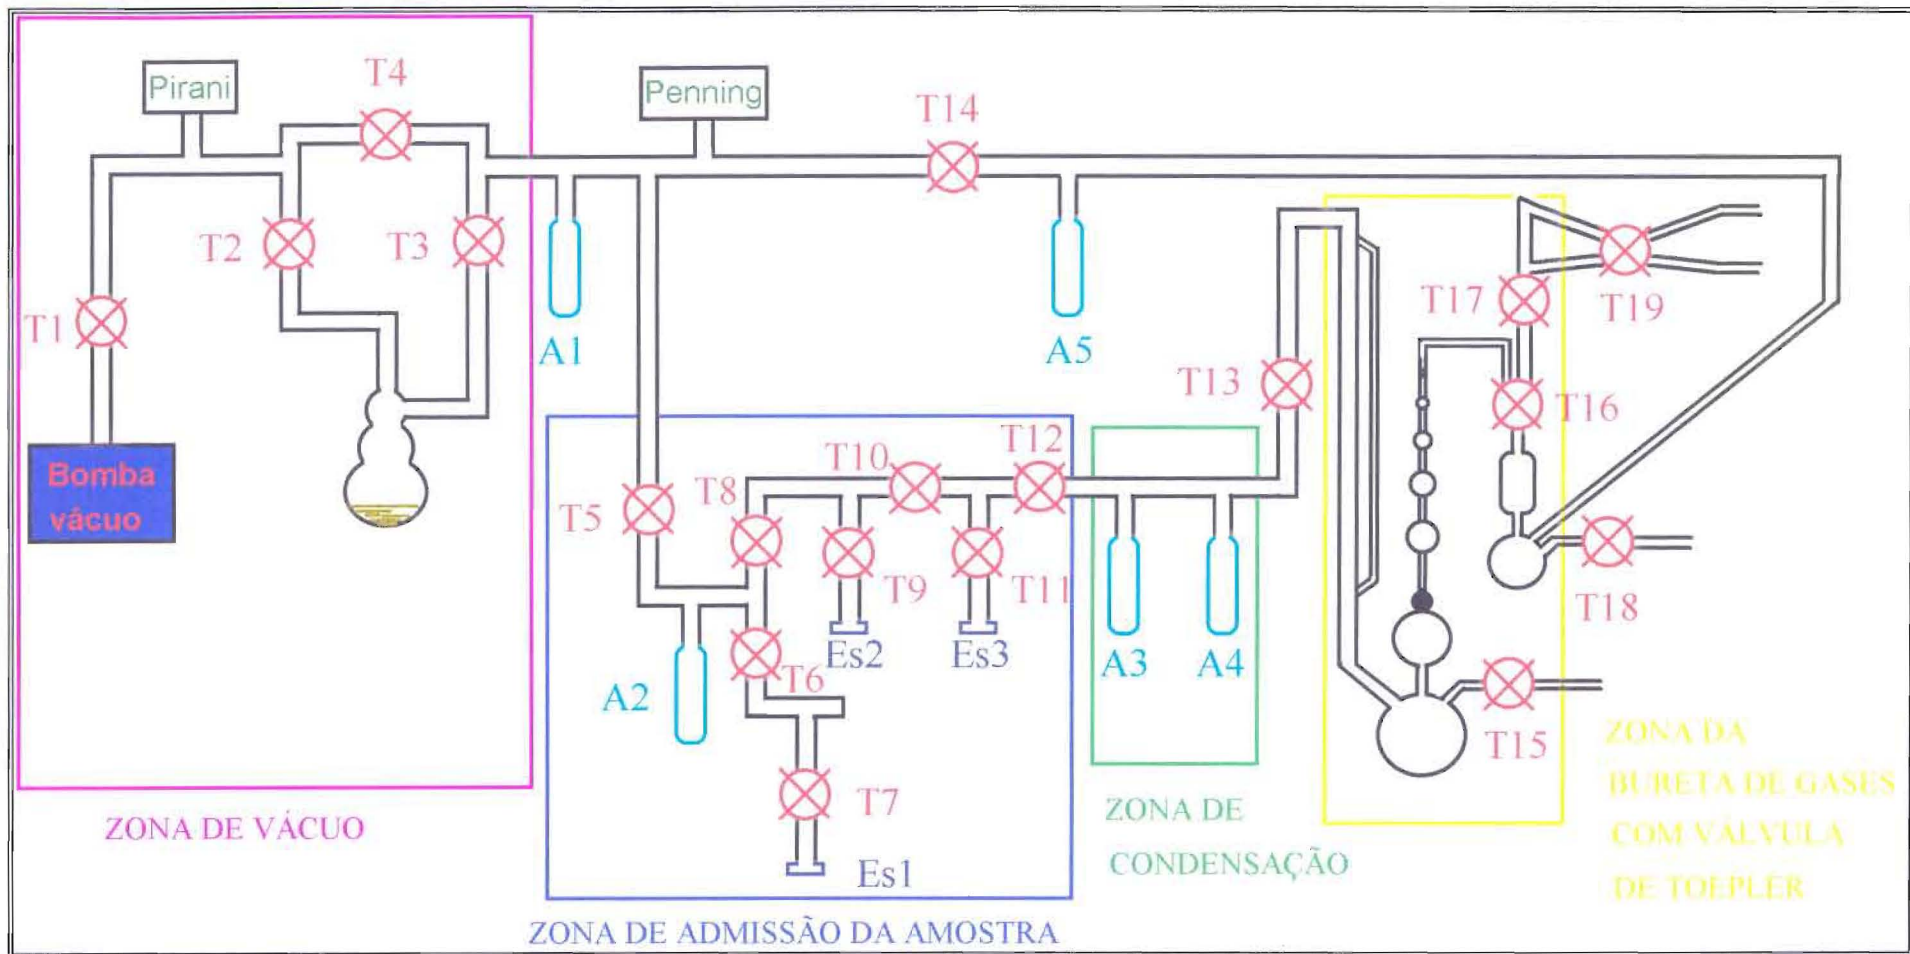 Pirani
T4
Penning
T14
T2
T3
T17
T19
T1
A1
A5
T13
T16
Bomba
vácuo
T10
T12
T8
T5
T9
T11
T18
Es2
Es3
A3
A4
A2
T6
T15
T7
Es1
ZONA DE VÁCUO
ZONA DE
CONDENSAÇÃO
ZONA DA
BURETA DE GASES
COM VÁLVULA
DE TOEPLER
ZONA DE ADMISSÃO DA AMOSTRA